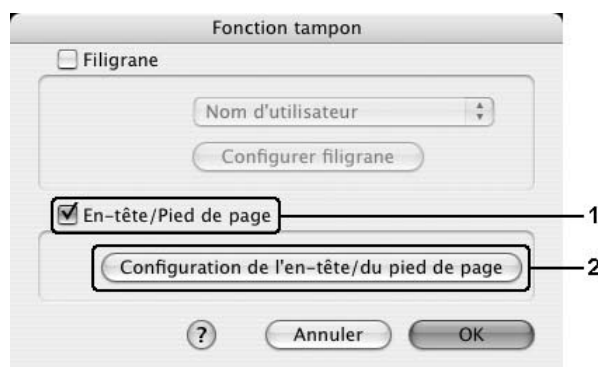 Fonction tampon
Filigrane
Nom d'utilisateur
Configurer filigrane
En-tête/Pied de page
1
Configuration de l'en-tête/du pied de page
2
?
Annuler
OK